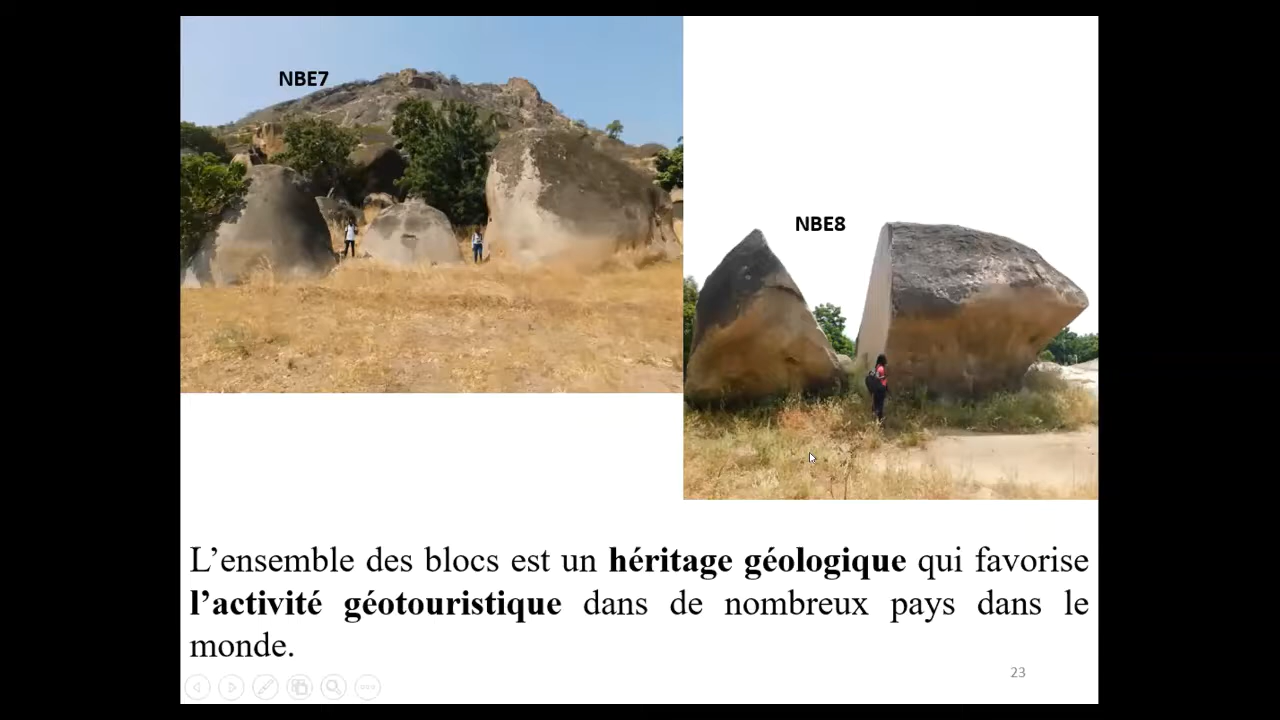 NBE7
NBE8
L’ensemble des blocs est un héritage géologique qui favorise
l’activité géotouristique dans de nombreux pays dans le
monde.
23